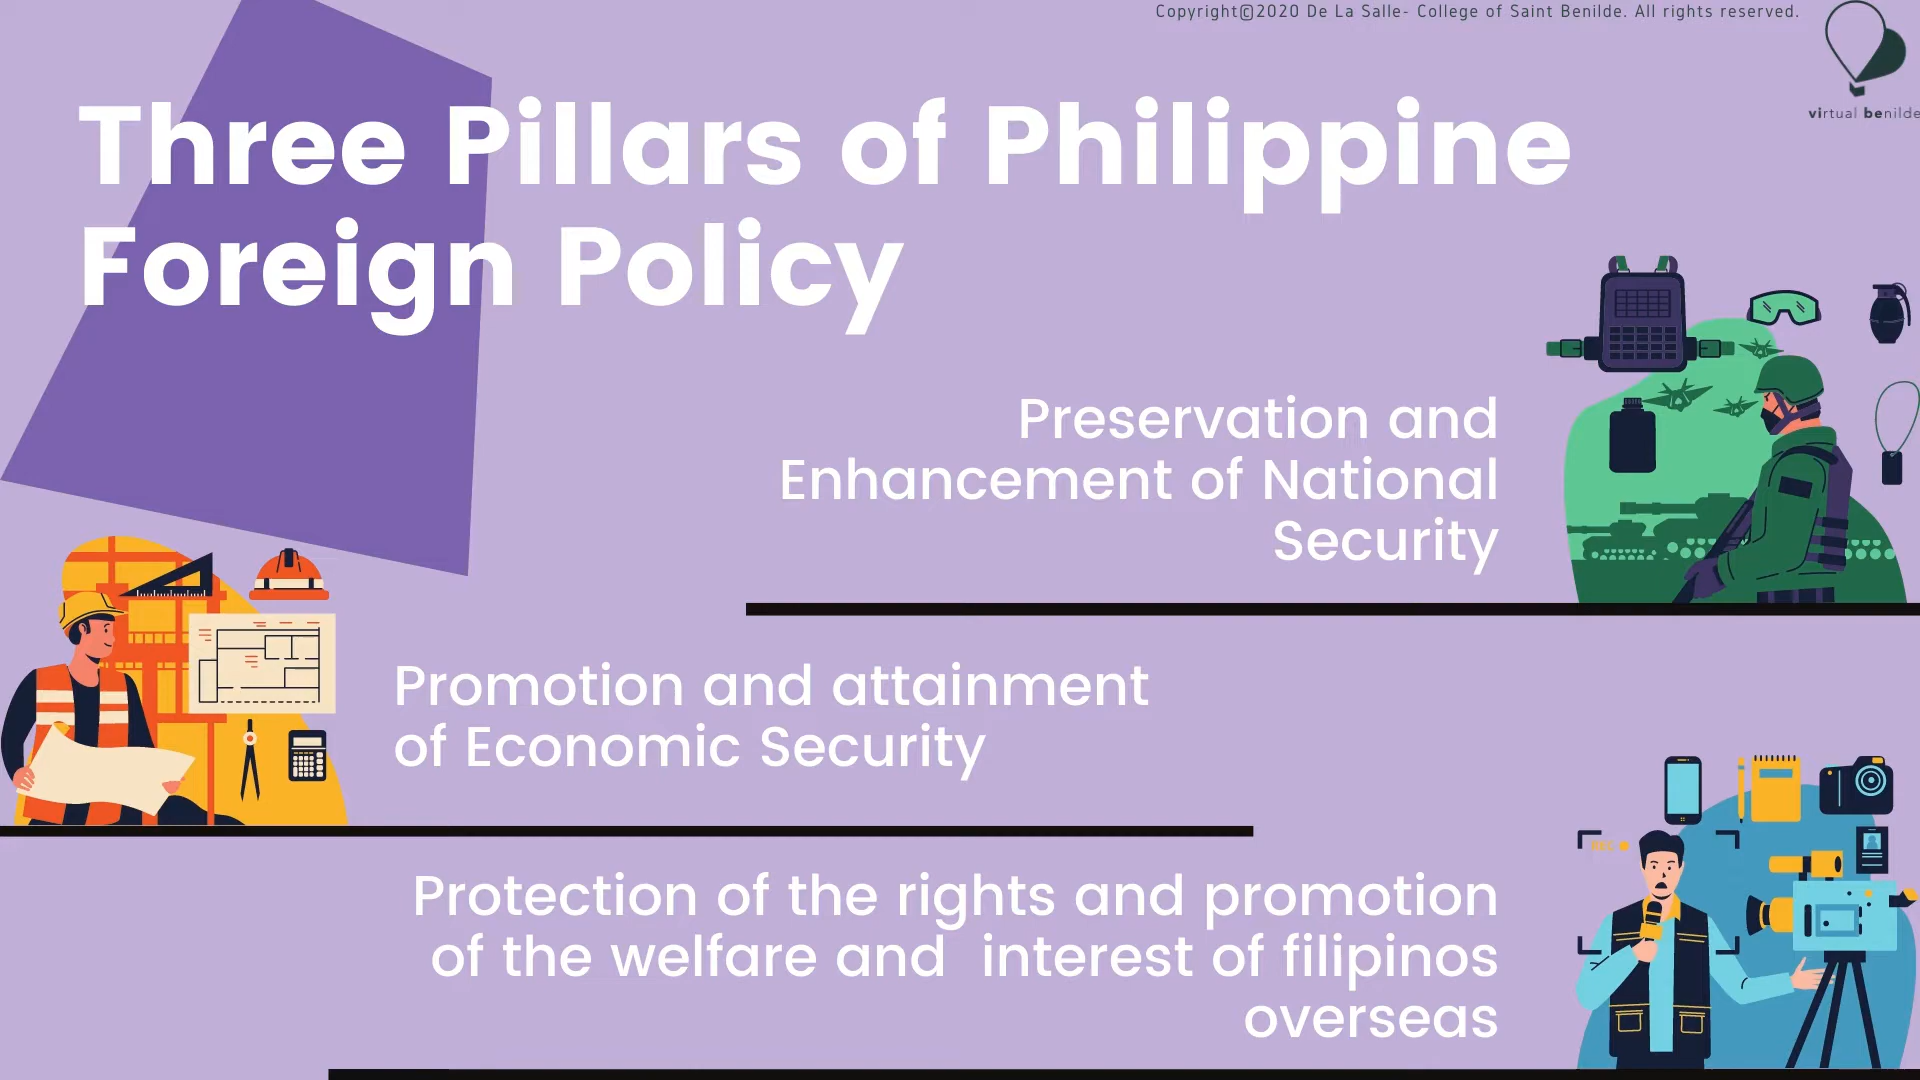 Copyright©2020 De La Salle- College of Saint Benilde. All rights reserved.
virtual benilde
Three Pillars of Philippine
Foreign Policy
Preservation and
Enhancement of National
Security
Promotion and attainment
of Economic Security
Protection of the rights and promotion
of the welfare and  interest of filipinos
overseas
REC